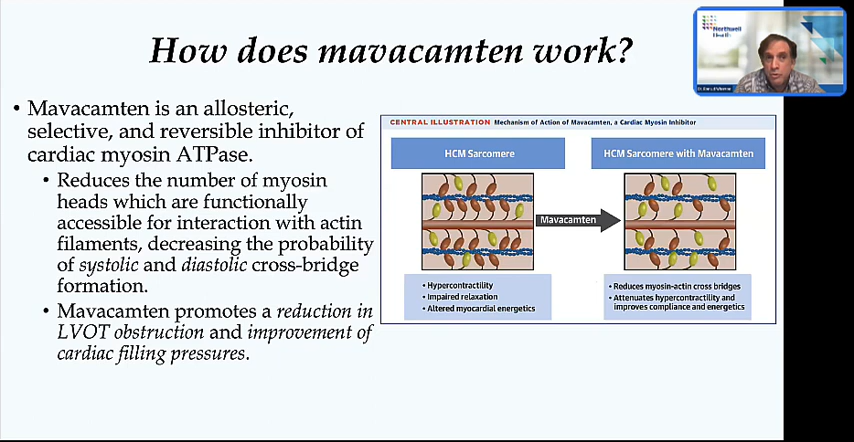 How does mavacamten work?
Northwell
Health
• Mavacamten is an allosteric,
selective, and reversible inhibitor of
cardiac myosin ATPase.
• Reduces the number of myosin
heads which are functionally
accessible for interaction with actin
filaments, decreasing the probability
of systolic and diastolic cross-bridge
formation.
• Mavacamten promotes a reduction in
LVOT obstruction and improvement of
cardiac filling pressures.
CENTRAL ILLUSTRATION Mechanism of Action of Mavacamten, a Cardiac Myosin Inhibitor
HCM Sarcomere
HCM Sarcomere with Mavacamten
Mavacamten
• Hypercontractility
• Impaired relaxation
• Altered myocardial energetics
• Reduces myosin-actin cross bridges
• Attenuates hypercontractility and
improves compliance and energetics